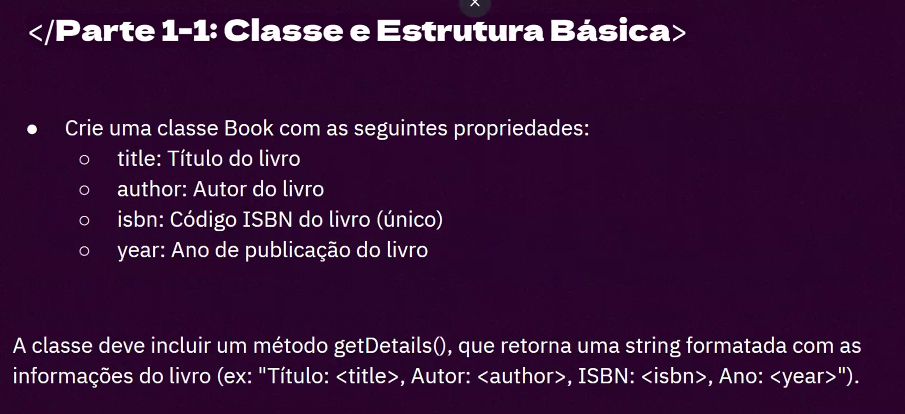 </Parte 1-1: Classe e Estrutura Básica>
● Crie uma classe Book com as seguintes propriedades:
○ title: Título do livro
○ author: Autor do livro
○ isbn: Código ISBN do livro (único)
○ year: Ano de publicação do livro
A classe deve incluir um método getDetails(), que retorna uma string formatada com as
informações do livro (ex: "Título: <title>, Autor: <author>, ISBN: <isbn>, Ano: <year>").